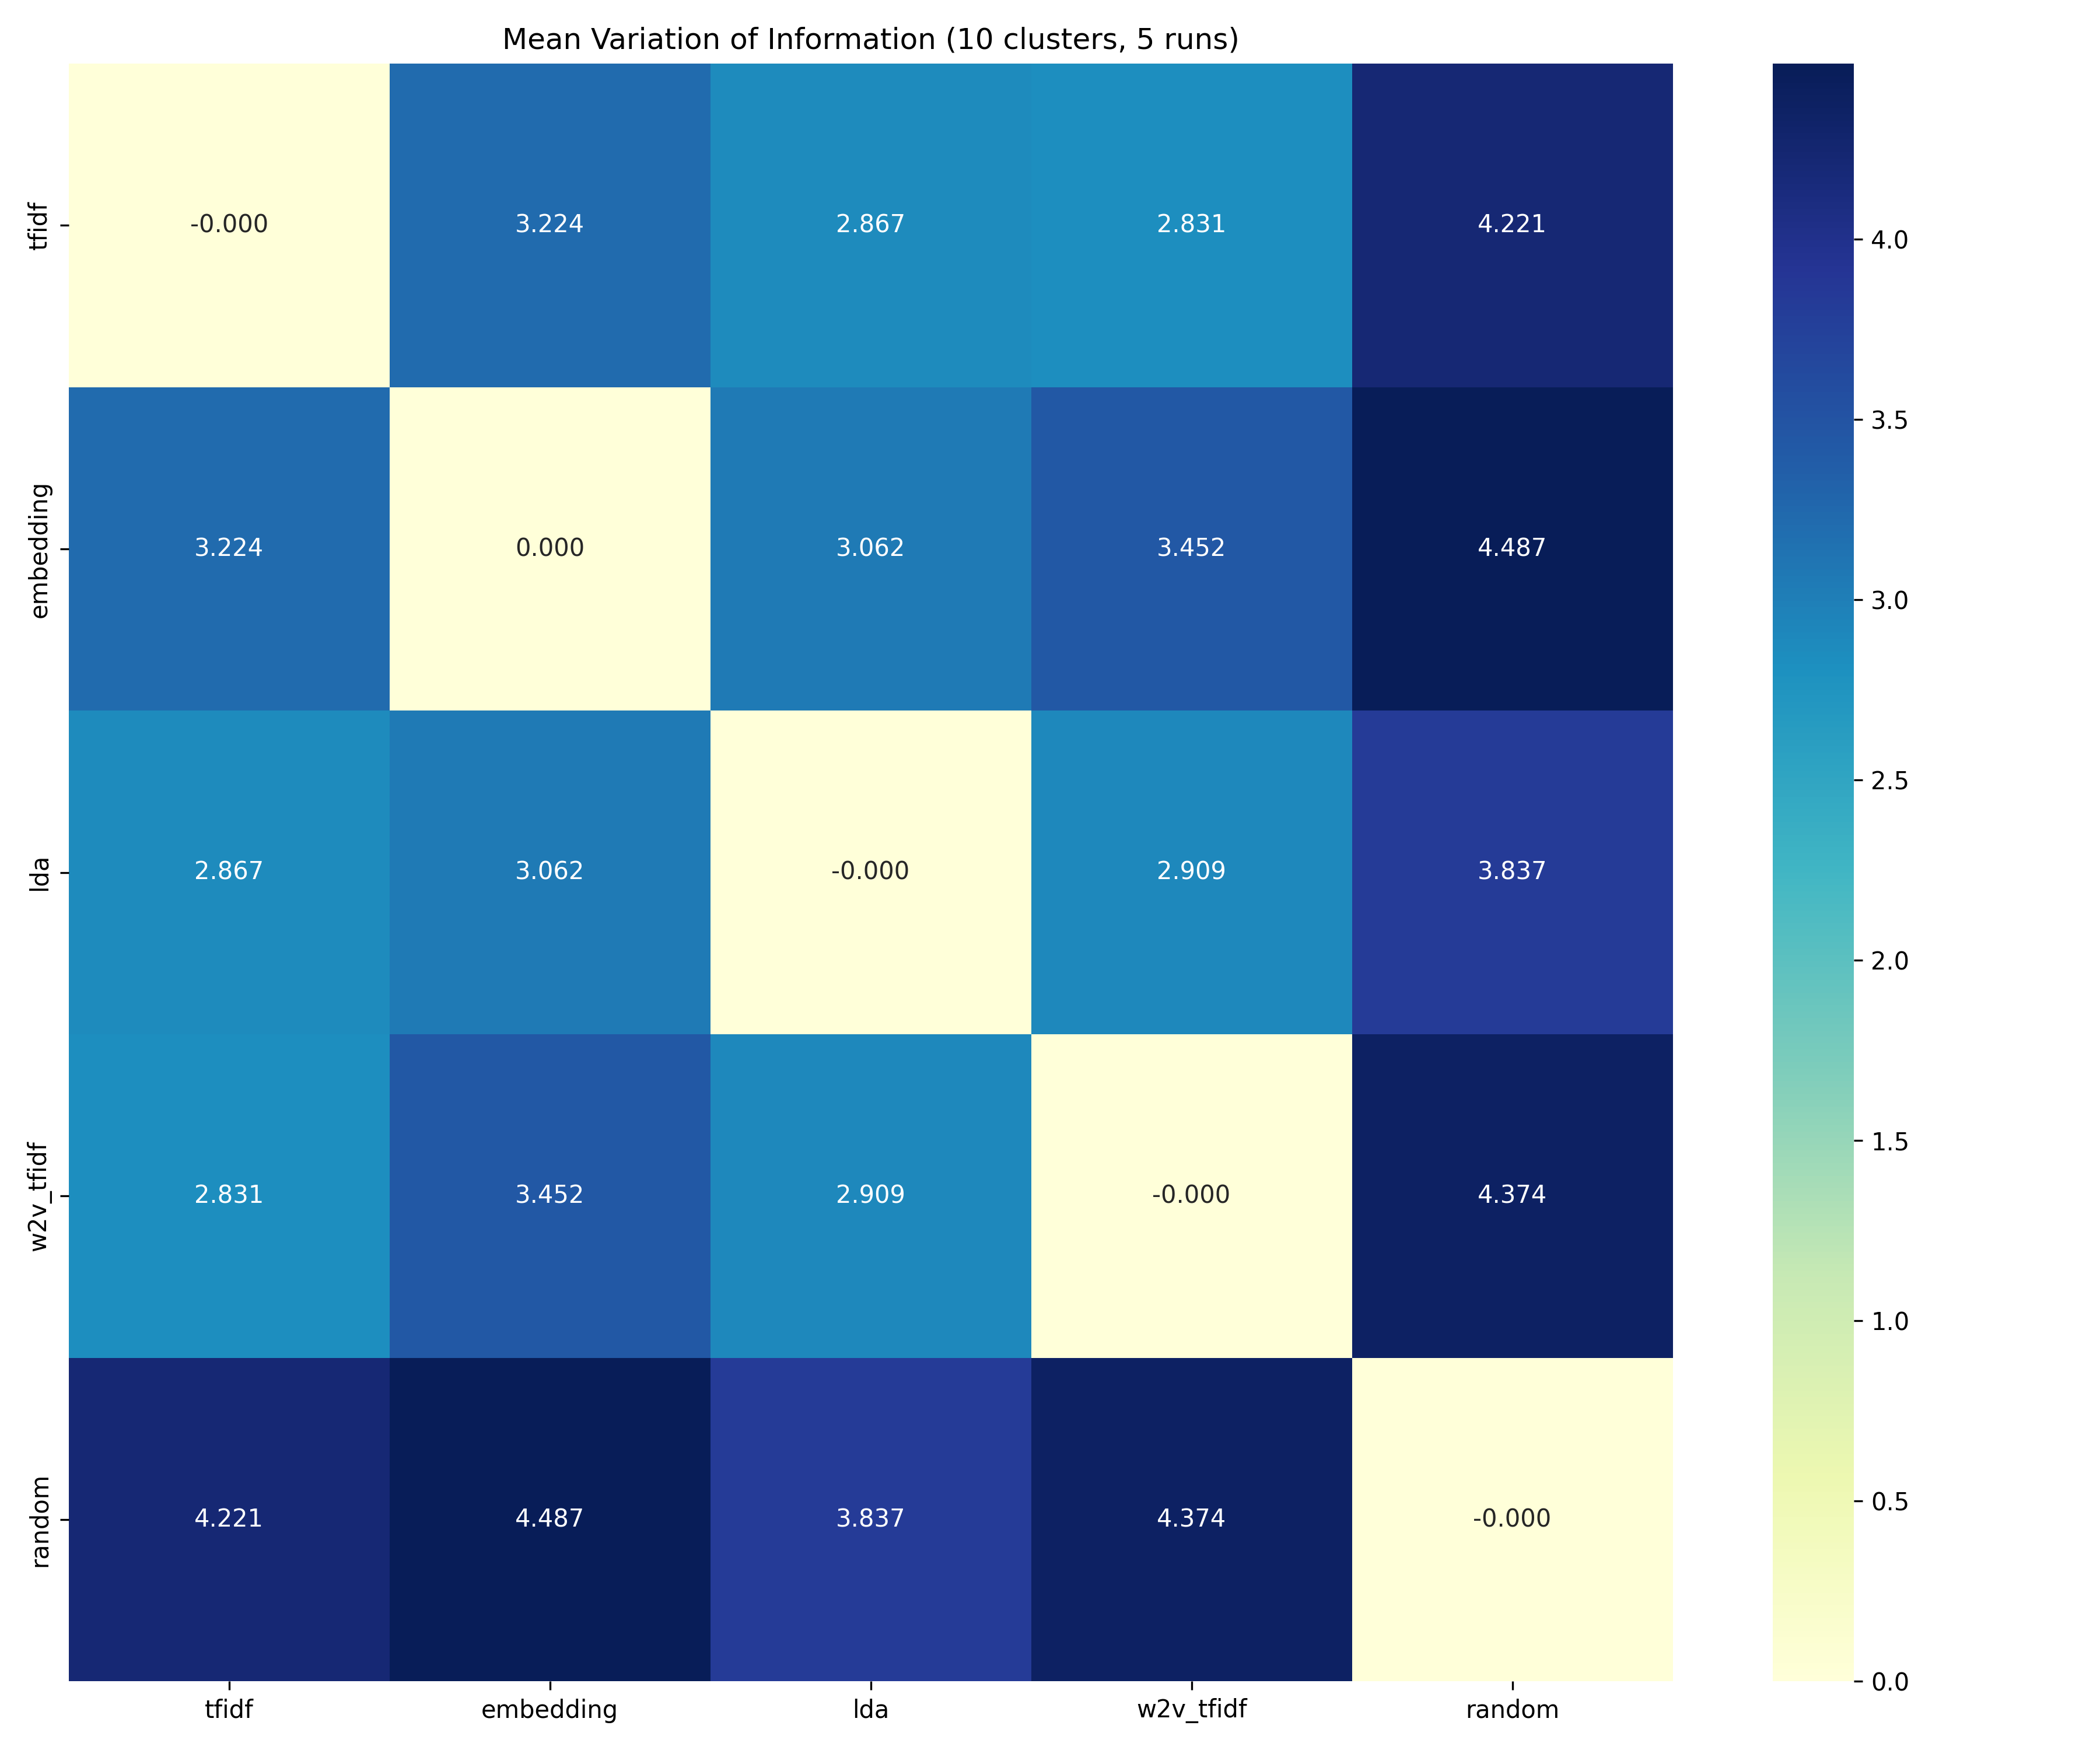 Mean Variation of Information (10 clusters, 5 runs)
tfidf -0.000 3.224 2.867 2.831 4.221
embedding 3.224 0.000 3.062 3.452 4.487
lda 2.867 3.062 -0.000 2.909 3.837
w2v_tfidf 2.831 3.452 2.909 -0.000 4.374
random 4.221 4.487 3.837 4.374 -0.000
tfidf embedding lda w2v_tfidf random
4.0
3.5
3.0
2.5
2.0
1.5
1.0
0.5
0.0